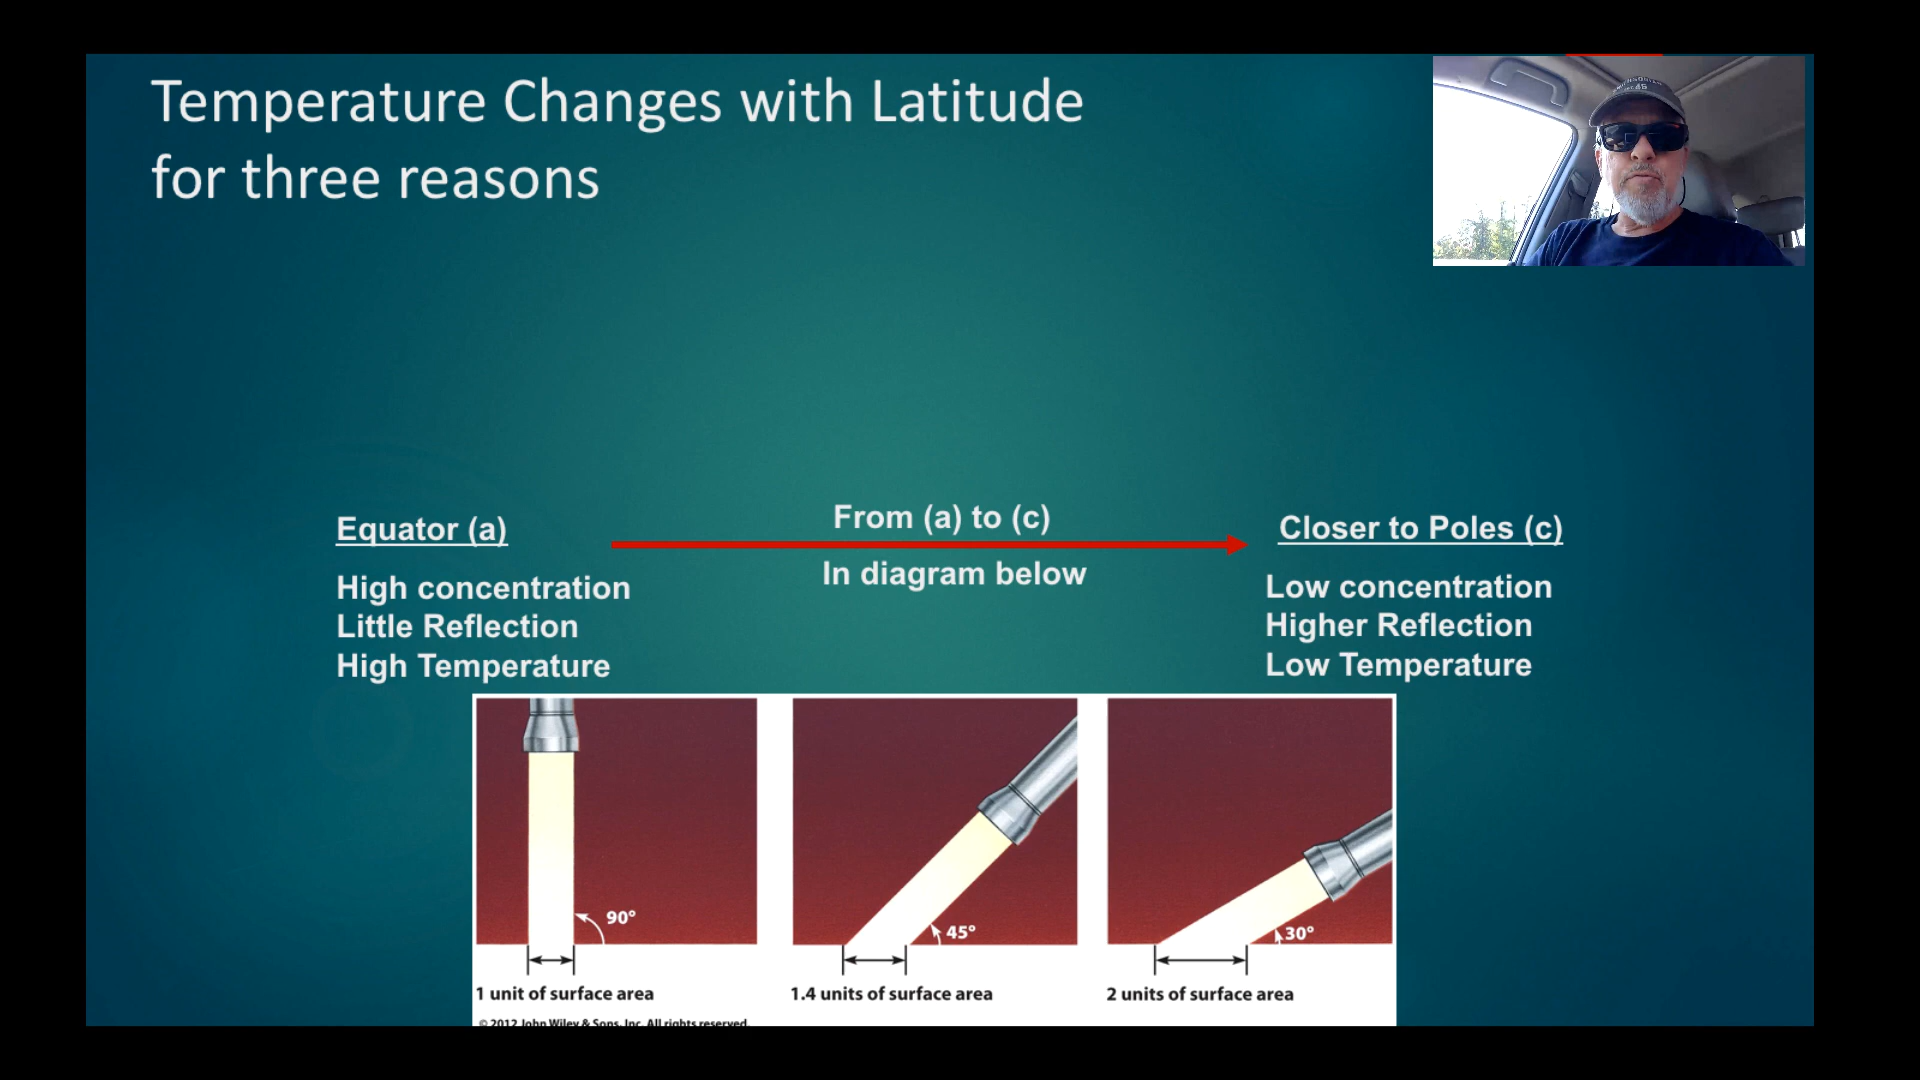 Temperature Changes with Latitude
for three reasons
Equator (a)
From (a) to (c)
Closer to Poles (c)
In diagram below
High concentration
Little Reflection
High Temperature
Low concentration
Higher Reflection
Low Temperature
90°
45°
30°
1 unit of surface area
1.4 units of surface area
2 units of surface area
© 2012 John Wiley & Sons, Inc. All rights reserved.